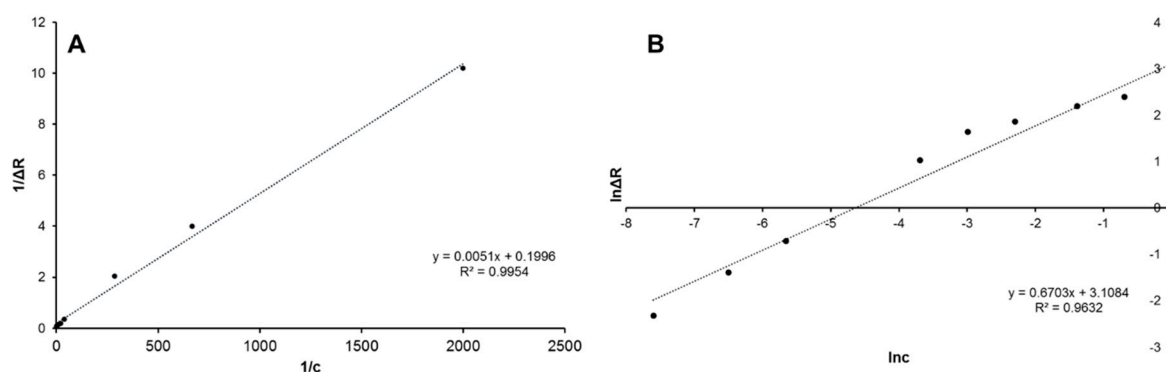 A
12
10
8
6
4
2
0
1/ΔR
y = 0.0051x + 0.1996
R² = 0.9954
0 500 1000 1500 2000 2500
1/c
B
4
3
2
1
0
-1
-2
-3
lnΔR
-8 -7 -6 -5 -4 -3 -2 -1
y = 0.6703x + 3.1084
R² = 0.9632
lnc